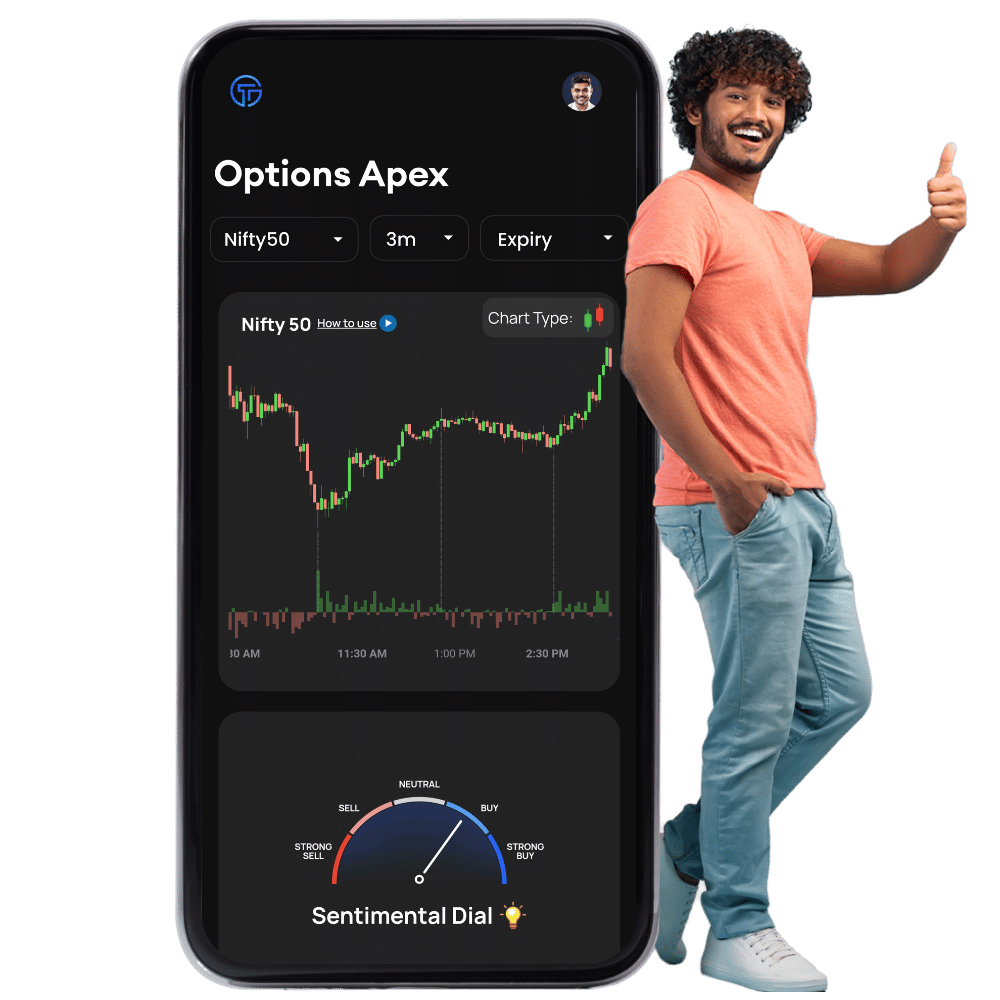 Options Apex
Nifty50
3m
Expiry
Nifty 50 How to use
Chart Type:
30 AM
11:30 AM
1:00 PM
2:30 PM
NEUTRAL
SELL
BUY
STRONG
SELL
STRONG
BUY
Sentimental Dial